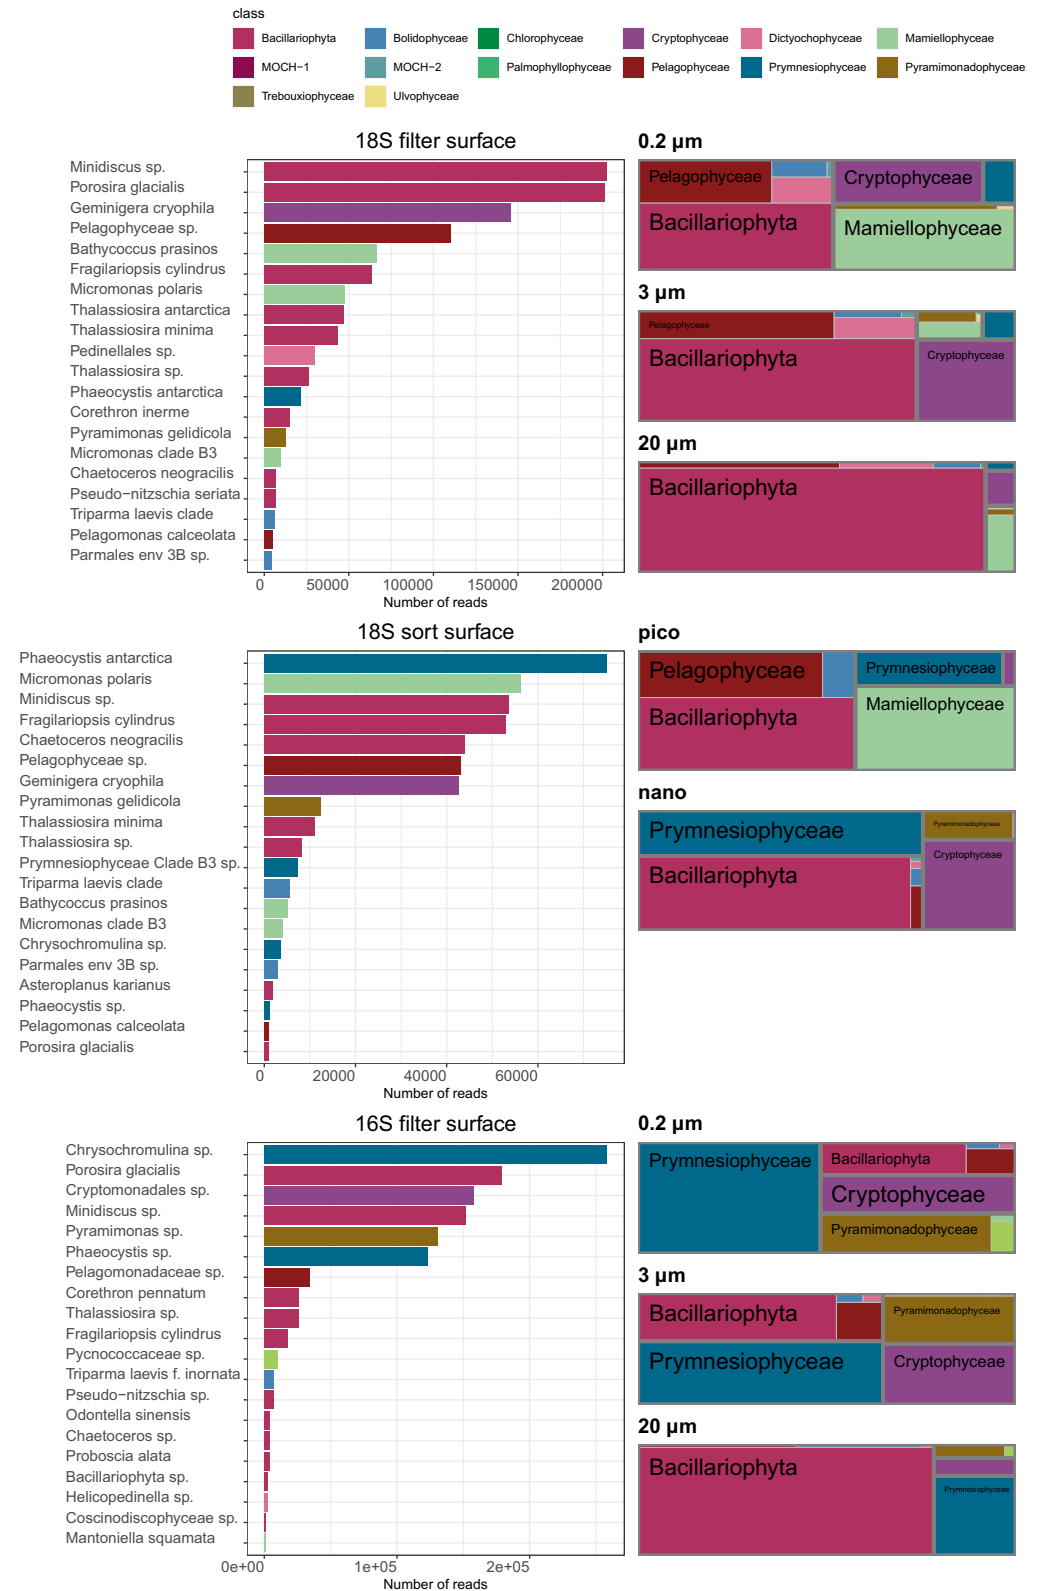 class
Bacillariophyta Bolidophyceae Chlorophyceae Cryptophyceae Dictyochophyceae Mamiellophyceae
MOCH−1 MOCH−2 Palmophyllophyceae Pelagophyceae Prymnesiophyceae Pyramimonadophyceae
Trebouxiophyceae Ulvophyceae
18S filter surface
Minidiscus sp.
Porosira glacialis
Geminigera cryophila
Pelagophyceae sp.
Bathycoccus prasinos
Fragilariopsis cylindrus
Micromonas polaris
Thalassiosira antarctica
Thalassiosira minima
Pedinellales sp.
Thalassiosira sp.
Phaeocystis antarctica
Corethron inerme
Pyramimonas gelidicola
Micromonas clade B3
Chaetoceros neogracilis
Pseudo−nitzschia seriata
Triparma laevis clade
Pelagomonas calceolata
Parmales env 3B sp.
0 50000 100000 150000 200000
Number of reads
0.2 µm
Pelagophyceae
Cryptophyceae
Bacillariophyta
Mamiellophyceae
3 µm
Pelagophyceae
Bacillariophyta
Cryptophyceae
20 µm
Bacillariophyta
18S sort surface
Phaeocystis antarctica
Micromonas polaris
Minidiscus sp.
Fragilariopsis cylindrus
Chaetoceros neogracilis
Pelagophyceae sp.
Geminigera cryophila
Pyramimonas gelidicola
Thalassiosira minima
Thalassiosira sp.
Prymnesiophyceae Clade B3 sp.
Triparma laevis clade
Bathycoccus prasinos
Micromonas clade B3
Chrysochromulina sp.
Parmales env 3B sp.
Asteroplanus karianus
Phaeocystis sp.
Pelagomonas calceolata
Porosira glacialis
0 20000 40000 60000
Number of reads
pico
Pelagophyceae
Prymnesiophyceae
Bacillariophyta
Mamiellophyceae
nano
Prymnesiophyceae
Pyramimonadophyceae
Bacillariophyta
Cryptophyceae
16S filter surface
Chrysochromulina sp.
Porosira glacialis
Cryptomonadales sp.
Minidiscus sp.
Pyramimonas sp.
Phaeocystis sp.
Pelagomonadaceae sp.
Corethron pennatum
Thalassiosira sp.
Fragilariopsis cylindrus
Pycnococcaceae sp.
Triparma laevis f. inornata
Pseudo−nitzschia sp.
Odontella sinensis
Chaetoceros sp.
Proboscia alata
Bacillariophyta sp.
Helicopedinella sp.
Coscinodiscophyceae sp.
Mantoniella squamata
0e+00 1e+05 2e+05
Number of reads
0.2 µm
Prymnesiophyceae
Bacillariophyta
Cryptophyceae
Pyramimonadophyceae
3 µm
Bacillariophyta
Pyramimonadophyceae
Prymnesiophyceae
Cryptophyceae
20 µm
Bacillariophyta
Prymnesiophyceae